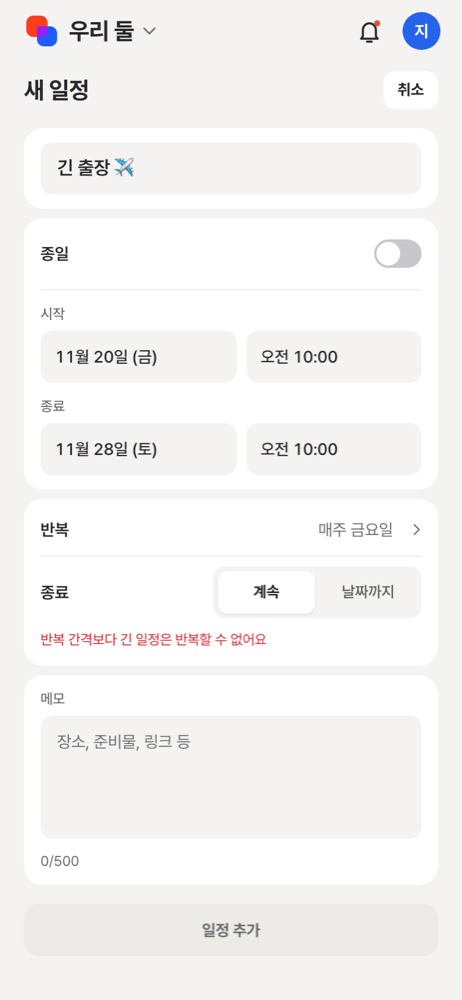 우리 둘
지
새 일정
취소
긴 출장 ✈️
종일
시작
11월 20일 (금)
오전 10:00
종료
11월 28일 (토)
오전 10:00
반복
매주 금요일
종료
계속
날짜까지
반복 간격보다 긴 일정은 반복할 수 없어요
메모
장소, 준비물, 링크 등
0/500
일정 추가